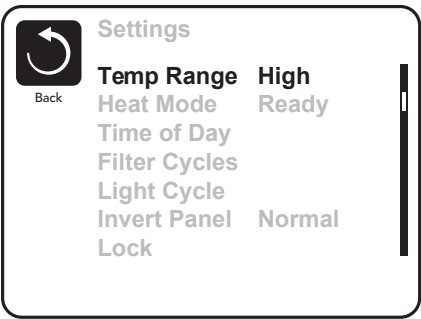 Settings
Back
Temp Range High
Heat Mode Ready
Time of Day
Filter Cycles
Light Cycle
Invert Panel Normal
Lock